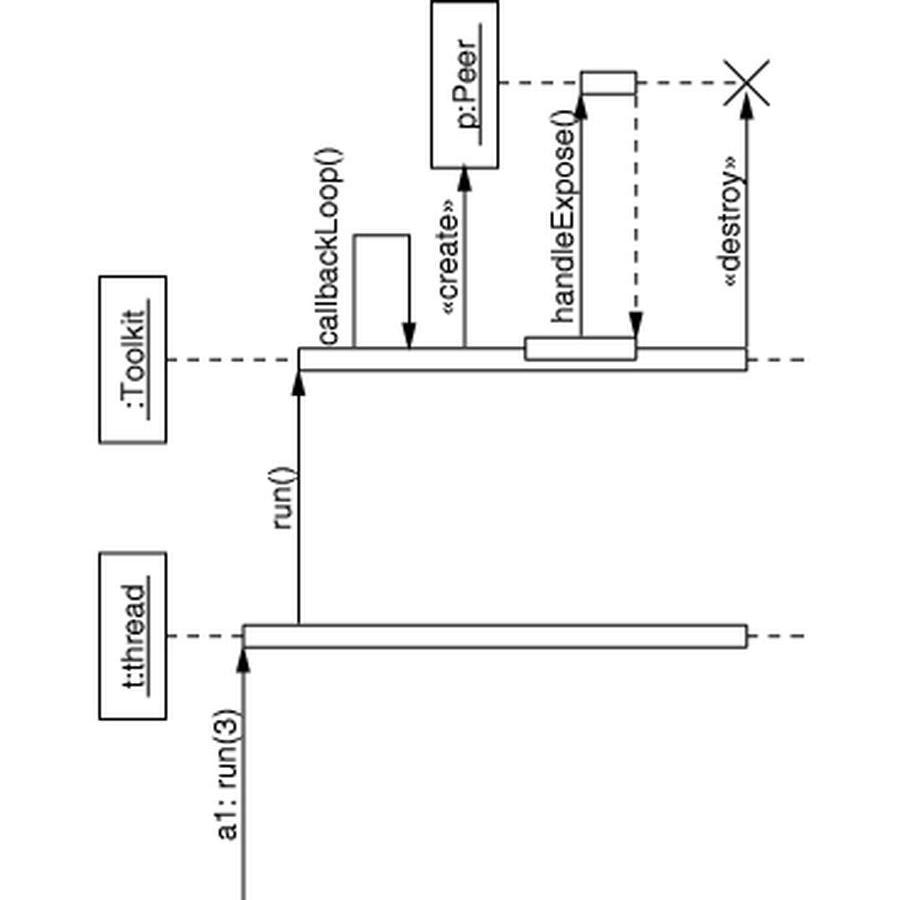 t:thread
:Toolkit
p:Peer
a1: run(3)
run()
callbackLoop()
«create»
handleExpose()
«destroy»